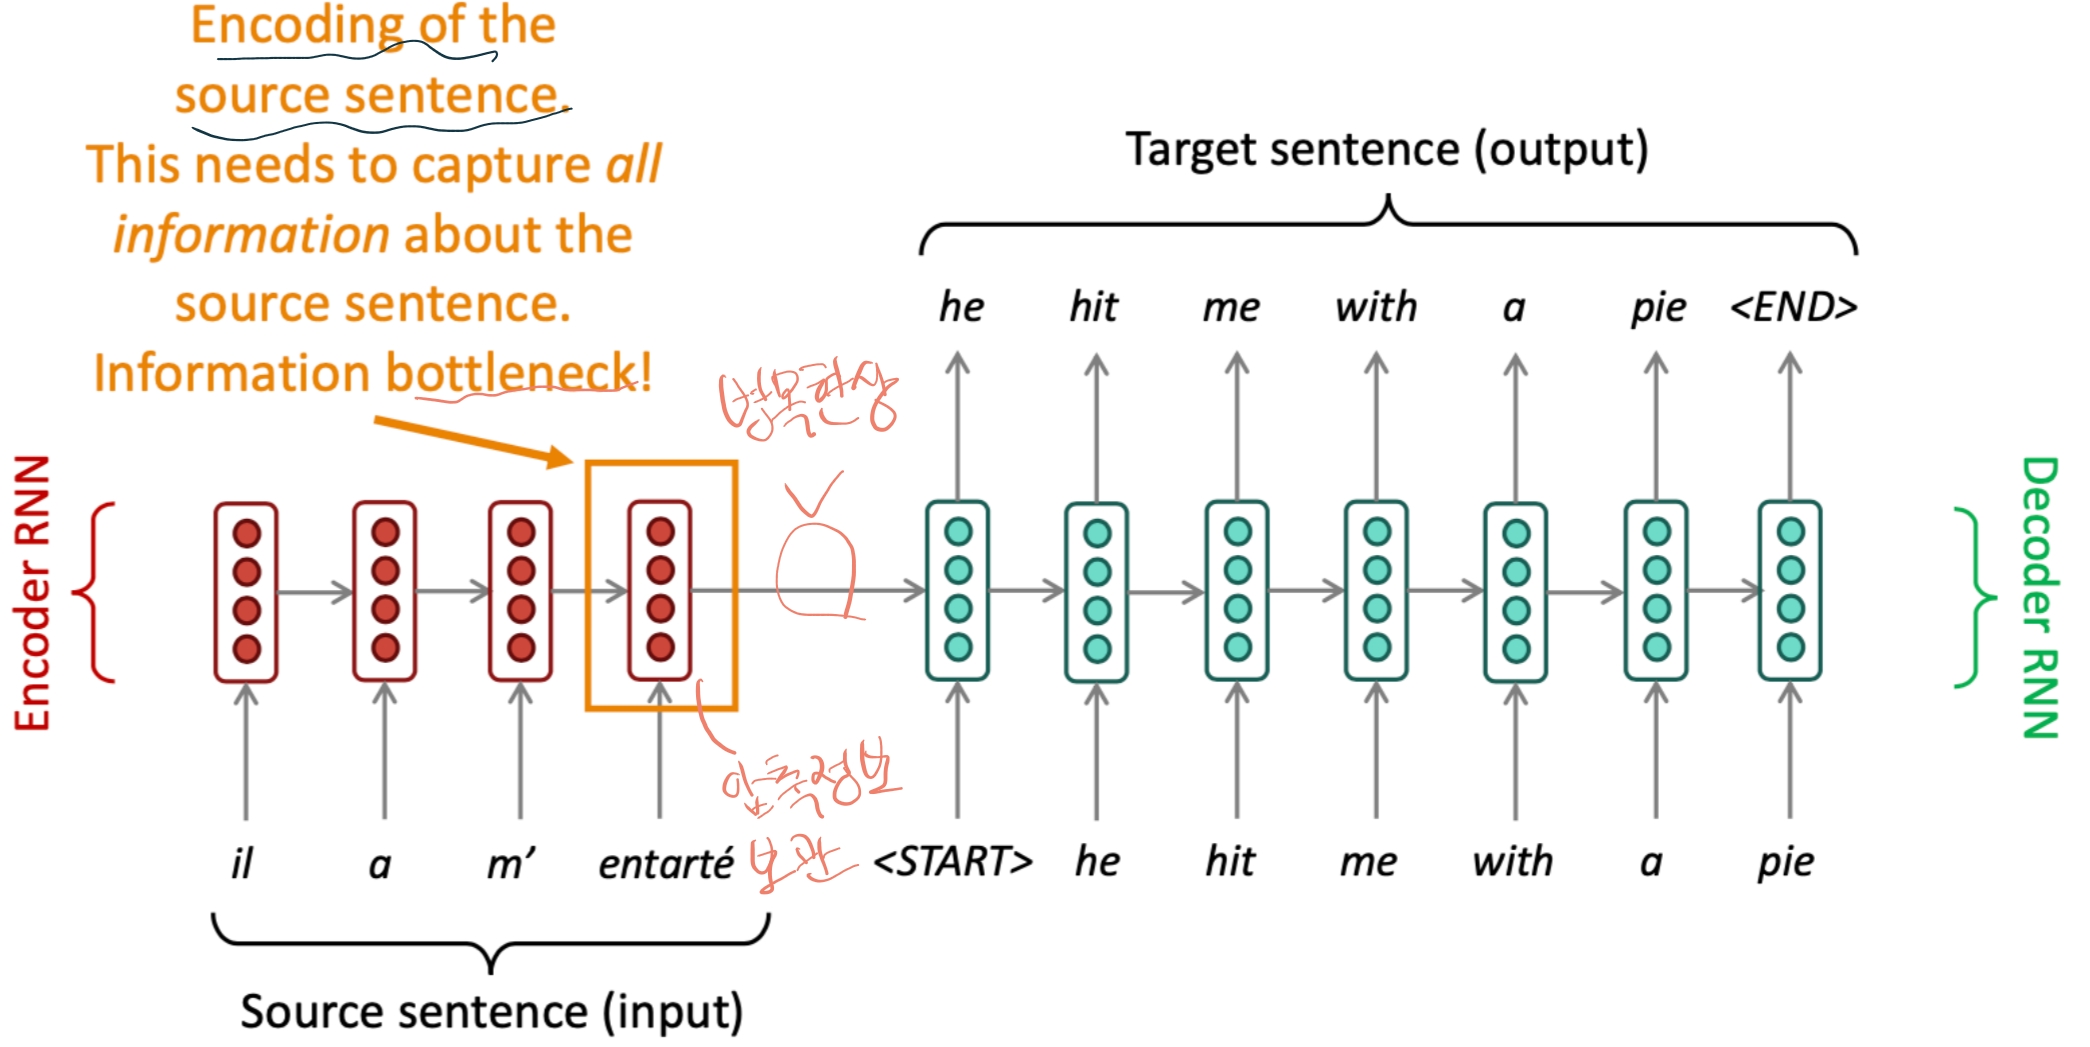 Encoding of the
source sentence.
This needs to capture all
information about the
source sentence.
Information bottleneck!
병목현상
Target sentence (output)
he hit me with a pie <END>
Encoder RNN
Decoder RNN
압축정보
보관
il a m’ entarté <START> he hit me with a pie
Source sentence (input)